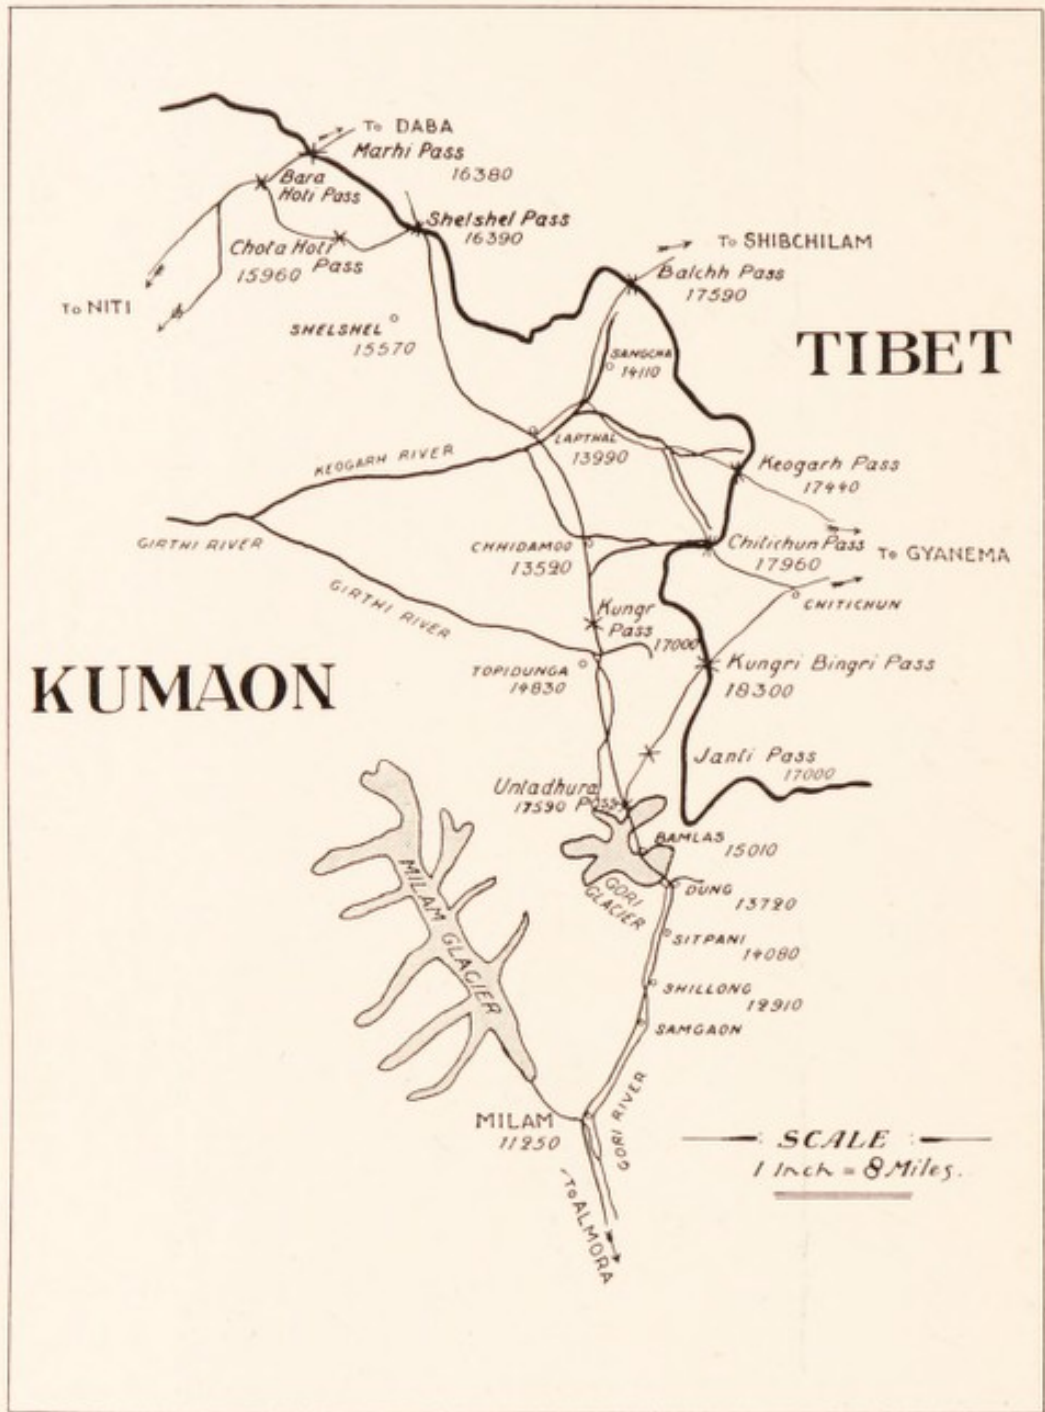 To DABA
Marhi Pass
16380
Bara
Hoti Pass
Shelshel Pass
16390
Chota Hoti
Pass
15960
To NITI
To SHIBCHILAM
Balchh Pass
17590
SHELSHEL
15570
TIBET
SANGCHA
14110
LAPTHAL
13990
KEOGARH RIVER
Keogarh Pass
17440
GIRTHI RIVER
CHHIDAMOO
13590
Chitichun Pass
17960
To GYANEMA
GIRTHI RIVER
CHITICHUN
Kungr
Pass
17000
KUMAON
TOPIDUNGA
14830
Kungri Bingri Pass
18300
Janti Pass
17000
Untadhura
17590 Pass
BAMLAS
15010
MILAM GLACIER
GORI
GLACIER
DUNG
13720
SITPANI
14080
SHILLONG
12910
SAMGAON
MILAM
11250
GORI RIVER
To ALMORA
SCALE
1 Inch = 8 Miles.